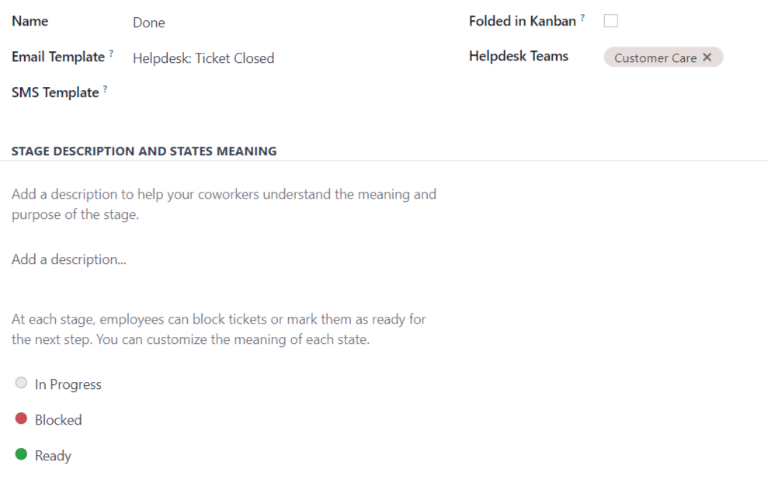 Name Done Folded in Kanban ?
Email Template ? Helpdesk: Ticket Closed Helpdesk Teams Customer Care ✕
SMS Template ?
STAGE DESCRIPTION AND STATES MEANING
Add a description to help your coworkers understand the meaning and
purpose of the stage.
Add a description...
At each stage, employees can block tickets or mark them as ready for
the next step. You can customize the meaning of each state.
In Progress
Blocked
Ready